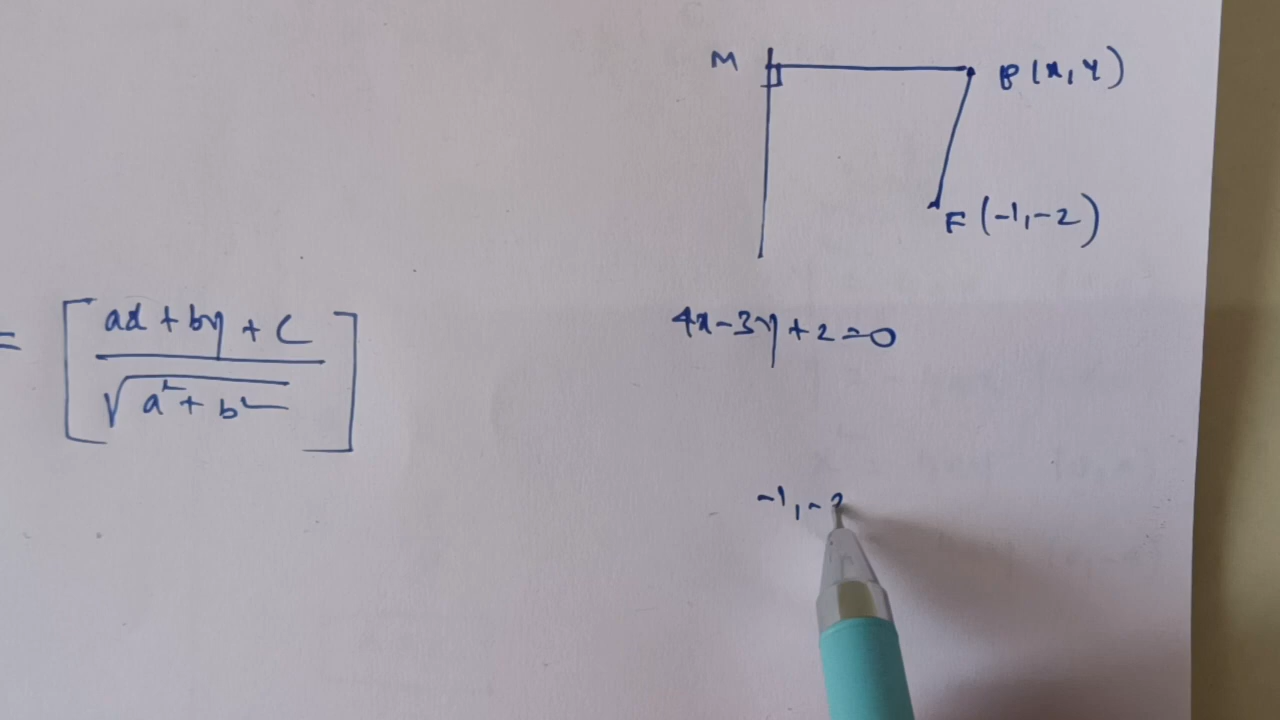 M
P(x, y)
F(-1,-2)
= [ax + by + c / √a² + b²]
4x-3y+2=0
-1,-2